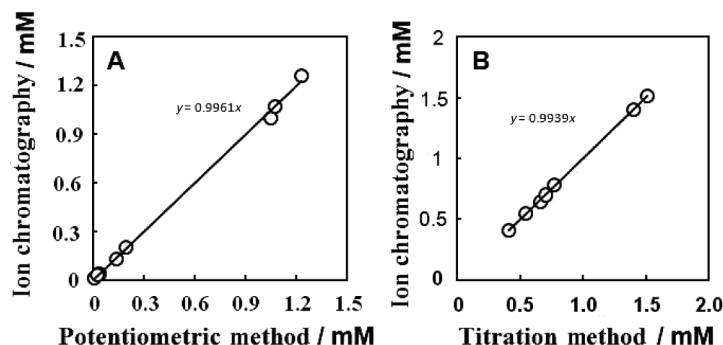 1.5
1.2
0.9
0.6
0.3
0
Ion chromatography / mM
A
y = 0.9961x
0 0.3 0.6 0.9 1.2 1.5
Potentiometric method / mM
2
1.5
1
0.5
0
Ion chromatography / mM
B
y = 0.9939x
0 0.5 1.0 1.5 2.0
Titration method / mM